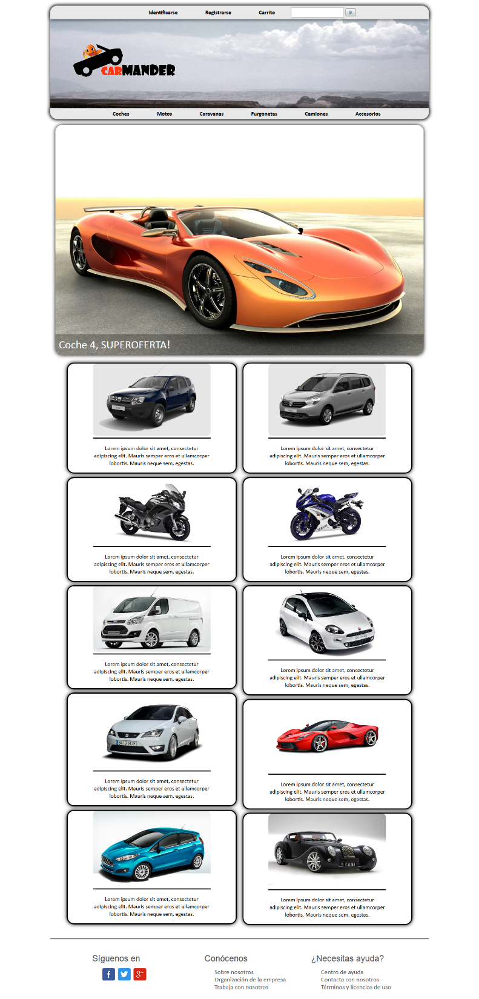 Identificarse Registrarse Carrito Ir
CARMANDER
Coches Motos Caravanas Furgonetas Camiones Accesorios
Coche 4, SUPEROFERTA!
Lorem ipsum dolor sit amet, consectetur
adipiscing elit. Mauris semper eros et ullamcorper
lobortis. Mauris neque sem, egestas.
Lorem ipsum dolor sit amet, consectetur
adipiscing elit. Mauris semper eros et ullamcorper
lobortis. Mauris neque sem, egestas.
Lorem ipsum dolor sit amet, consectetur
adipiscing elit. Mauris semper eros et ullamcorper
lobortis. Mauris neque sem, egestas.
Lorem ipsum dolor sit amet, consectetur
adipiscing elit. Mauris semper eros et ullamcorper
lobortis. Mauris neque sem, egestas.
Lorem ipsum dolor sit amet, consectetur
adipiscing elit. Mauris semper eros et ullamcorper
lobortis. Mauris neque sem, egestas.
Lorem ipsum dolor sit amet, consectetur
adipiscing elit. Mauris semper eros et ullamcorper
lobortis. Mauris neque sem, egestas.
3412 HJF
Lorem ipsum dolor sit amet, consectetur
adipiscing elit. Mauris semper eros et ullamcorper
lobortis. Mauris neque sem, egestas.
Lorem ipsum dolor sit amet, consectetur
adipiscing elit. Mauris semper eros et ullamcorper
lobortis. Mauris neque sem, egestas.
Lorem ipsum dolor sit amet, consectetur
adipiscing elit. Mauris semper eros et ullamcorper
lobortis. Mauris neque sem, egestas.
Lorem ipsum dolor sit amet, consectetur
adipiscing elit. Mauris semper eros et ullamcorper
lobortis. Mauris neque sem, egestas.
Síguenos en
Conócenos
Sobre nosotros
Organización de la empresa
Trabaja con nosotros
¿Necesitas ayuda?
Centro de ayuda
Contacta con nosotros
Términos y licencias de uso